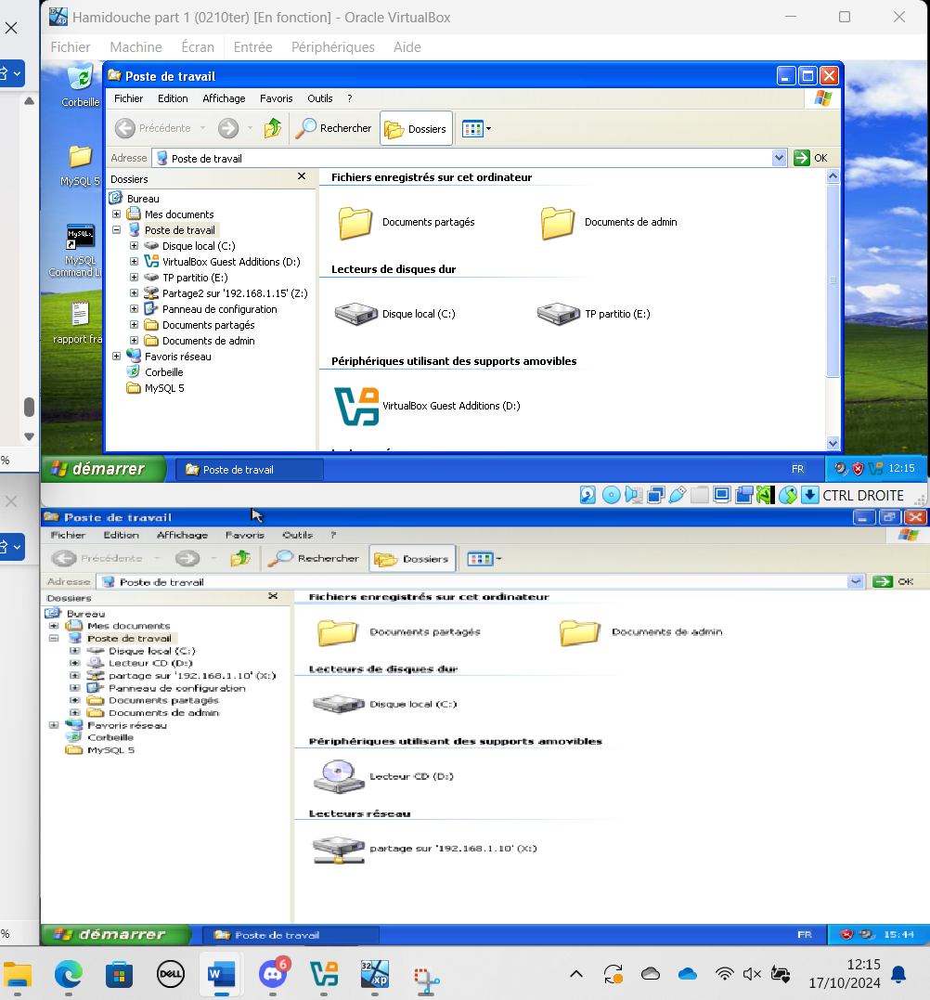 Hamidouche part 1 (0210ter) [En fonction] - Oracle VirtualBox
Fichier Machine Écran Entrée Périphériques Aide
Corbeille
MySQL 5
MySQL
Command Li
rapport fra
Poste de travail
Fichier Edition Affichage Favoris Outils ?
Précédente Rechercher Dossiers
Adresse Poste de travail OK
Dossiers
Bureau
Mes documents
Poste de travail
Disque local (C:)
VirtualBox Guest Additions (D:)
TP partitio (E:)
Partage2 sur '192.168.1.15' (Z:)
Panneau de configuration
Documents partagés
Documents de admin
Favoris réseau
Corbeille
MySQL 5
Fichiers enregistrés sur cet ordinateur
Documents partagés Documents de admin
Lecteurs de disques dur
Disque local (C:) TP partitio (E:)
Périphériques utilisant des supports amovibles
VirtualBox Guest Additions (D:)
%
démarrer Poste de travail FR 12:15
CTRL DROITE
Poste de travail
Fichier Edition Affichage Favoris Outils ?
Précédente Rechercher Dossiers
Adresse Poste de travail OK
Dossiers
Bureau
Mes documents
Poste de travail
Disque local (C:)
Lecteur CD (D:)
partage sur '192.168.1.10' (X:)
Panneau de configuration
Documents partagés
Documents de admin
Favoris réseau
Corbeille
MySQL 5
Fichiers enregistrés sur cet ordinateur
Documents partagés Documents de admin
Lecteurs de disques dur
Disque local (C:)
Périphériques utilisant des supports amovibles
Lecteur CD (D:)
Lecteurs réseau
partage sur '192.168.1.10' (X:)
%
démarrer Poste de travail FR 15:44
DELL
W
6
32
xp
12:15
17/10/2024